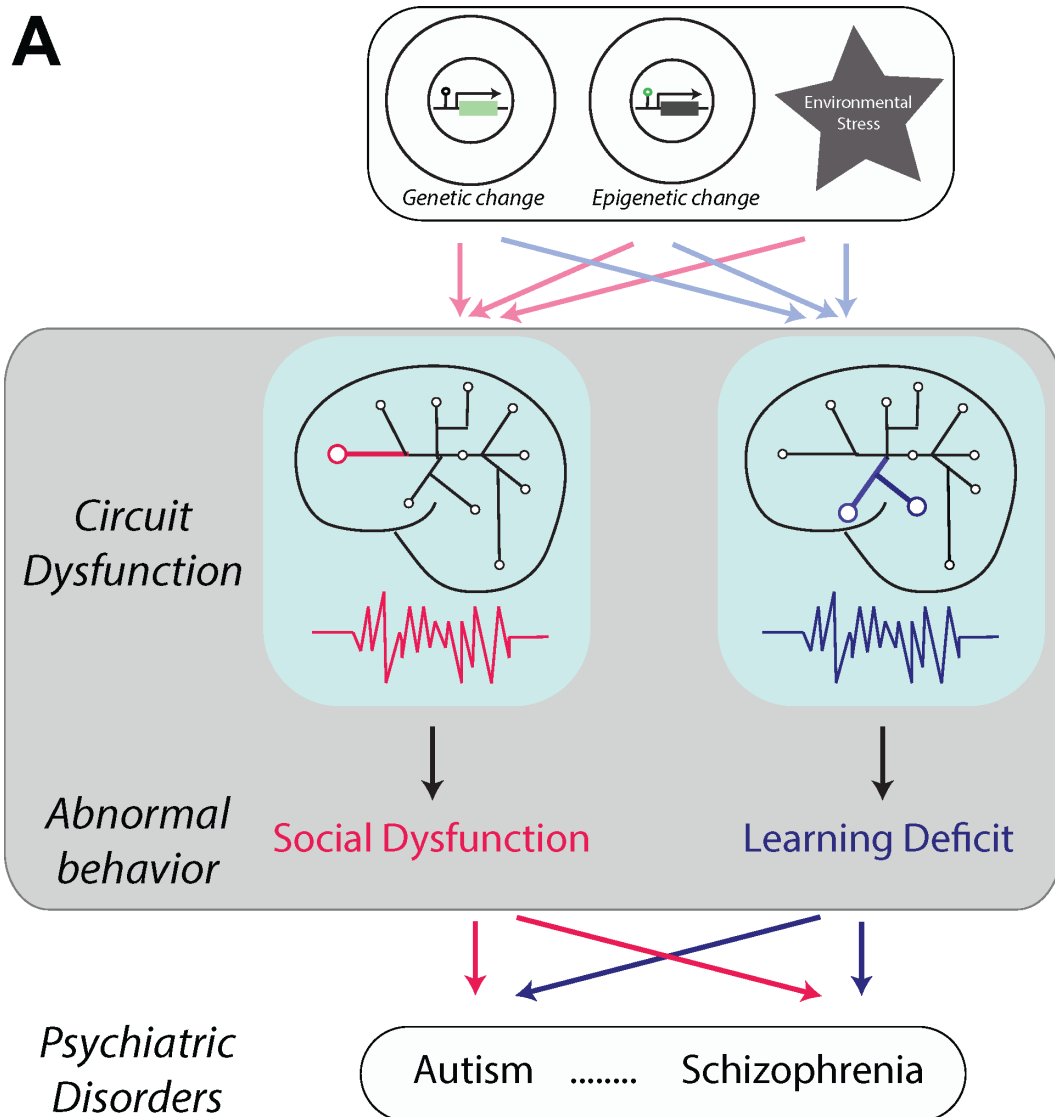 A
Environmental
Stress
Genetic change
Epigenetic change
Circuit
Dysfunction
Abnormal
behavior
Social Dysfunction
Learning Deficit
Psychiatric
Disorders
Autism ........ Schizophrenia